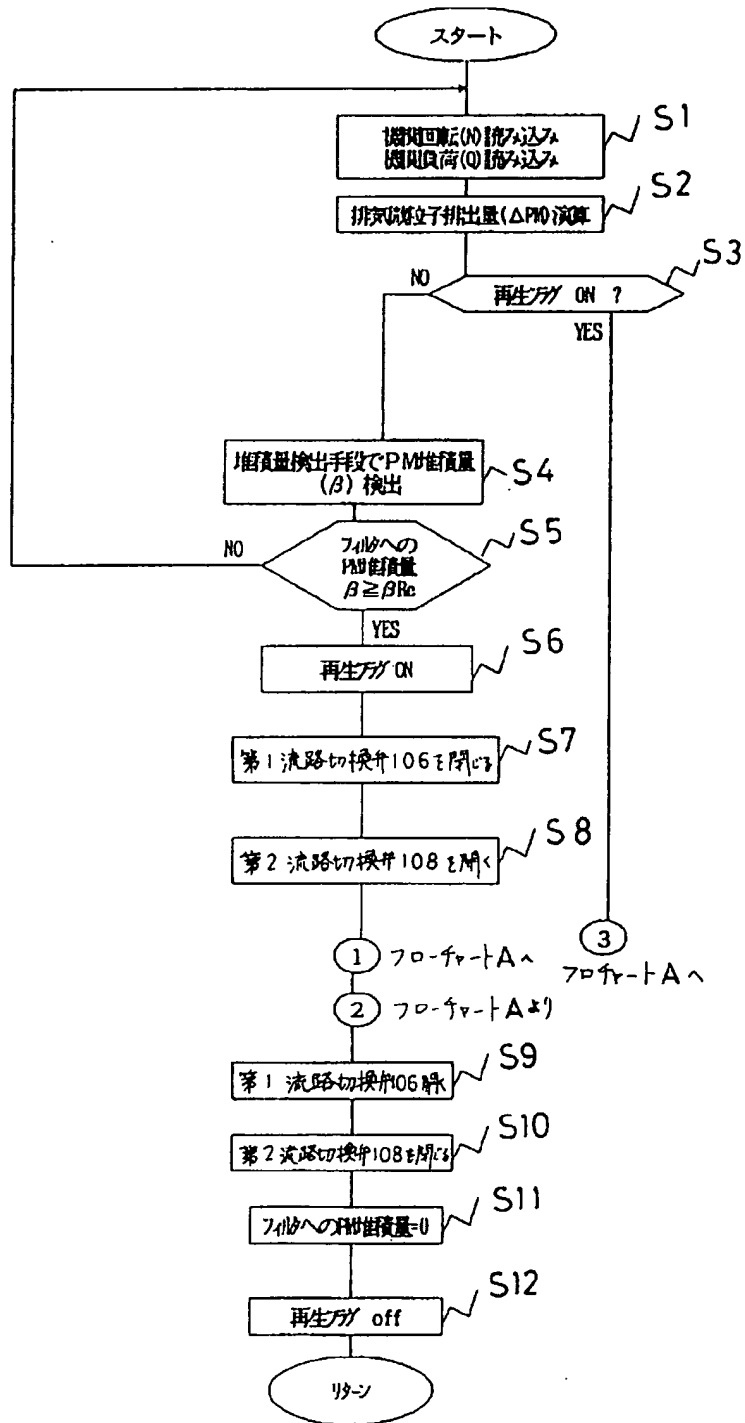 スタート
機関回転(N)読み込み
機関負荷(Q)読み込み
S1
排気微粒子排出量(ΔPM)演算
S2
再生フラグ ON ?
S3
NO
YES
堆積量検出手段でPM堆積量
(β) 検出
S4
フィルタへの
PM堆積量
β≧βRe
S5
NO
YES
再生フラグ ON
S6
第1流路切換弁106を閉じる
S7
第2流路切換弁108を開く
S8
① フローチャートAへ
③
フロチャートAへ
② フローチャートAより
第1流路切換弁106開く
S9
第2流路切換弁108を閉じる
S10
フィルタへのPM堆積量=0
S11
再生フラグ off
S12
リターン